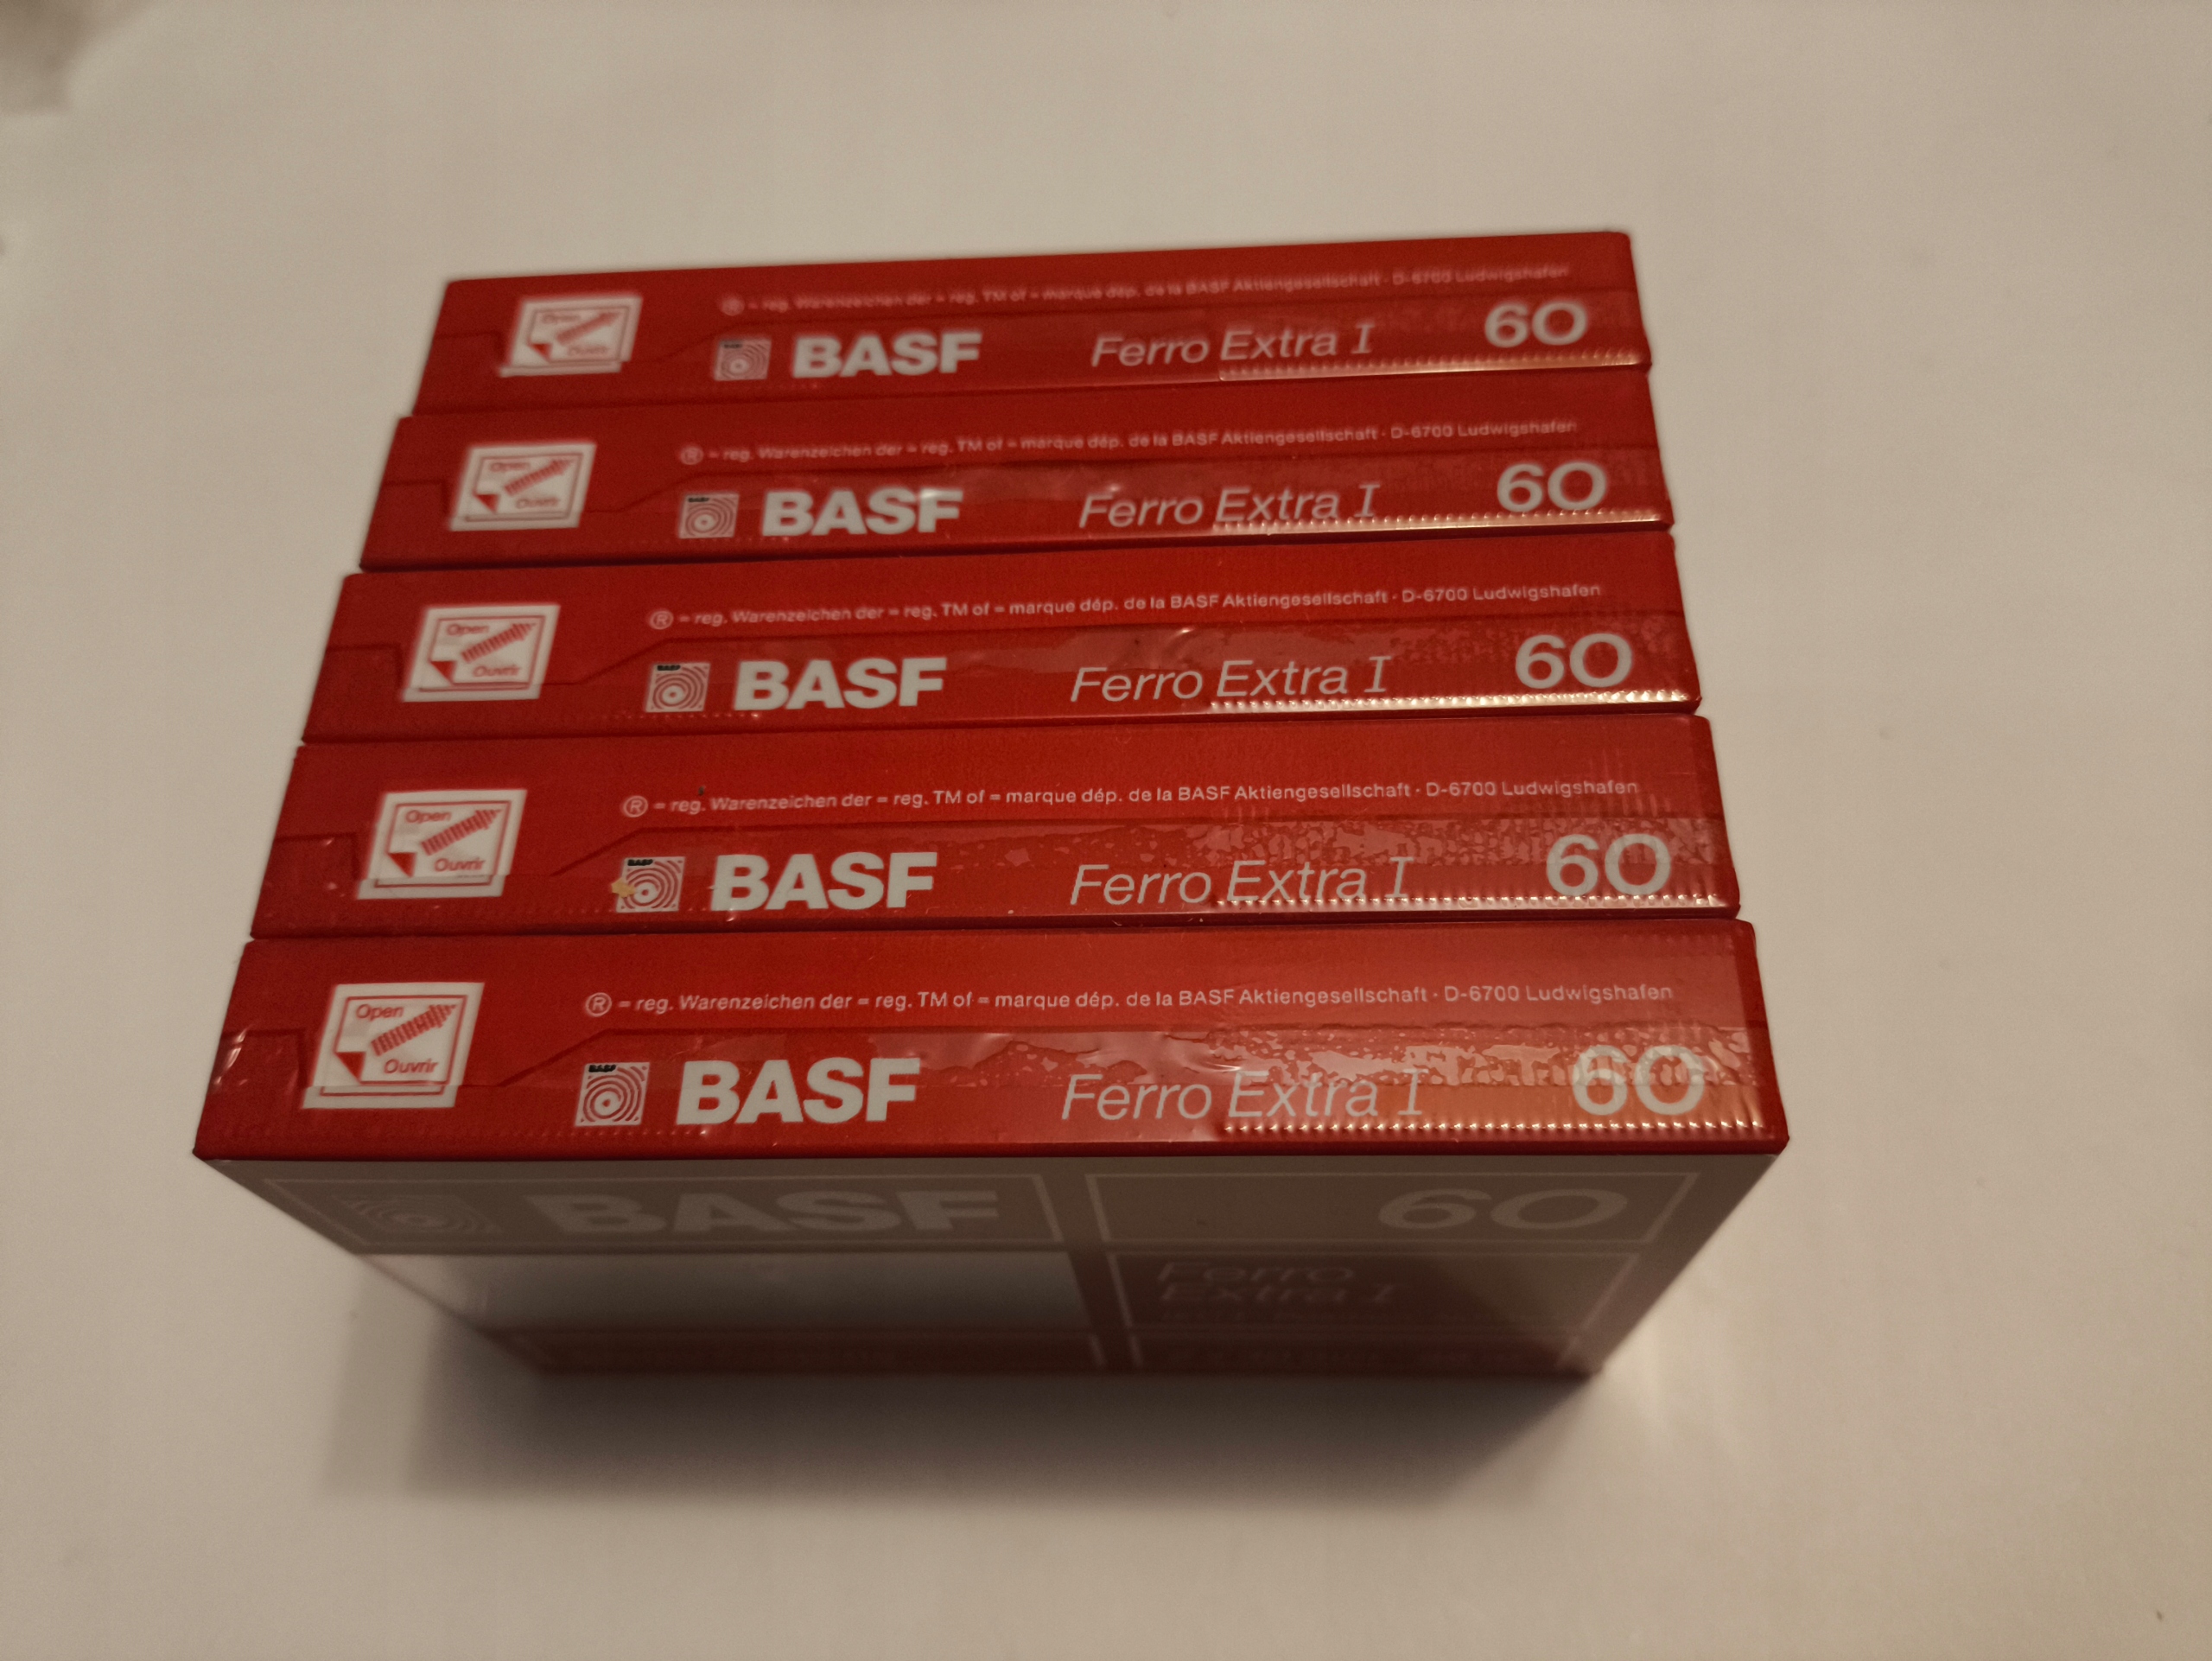 Open
Ouvrir
® = reg. Warenzeichen der = reg. TM of = marque dép. de la BASF Aktiengesellschaft · D-6700 Ludwigshafen
BASF BASF Ferro Extra I 60
Open
Ouvrir
® = reg. Warenzeichen der = reg. TM of = marque dép. de la BASF Aktiengesellschaft · D-6700 Ludwigshafen
BASF BASF Ferro Extra I 60
Open
Ouvrir
® = reg. Warenzeichen der = reg. TM of = marque dép. de la BASF Aktiengesellschaft · D-6700 Ludwigshafen
BASF BASF Ferro Extra I 60
Open
Ouvrir
® = reg. Warenzeichen der = reg. TM of = marque dép. de la BASF Aktiengesellschaft · D-6700 Ludwigshafen
BASF BASF Ferro Extra I 60
Open
Ouvrir
® = reg. Warenzeichen der = reg. TM of = marque dép. de la BASF Aktiengesellschaft · D-6700 Ludwigshafen
BASF BASF Ferro Extra I 60
BASF 60
Ferro
Extra I